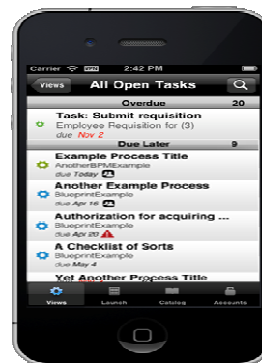 Carrier VPN 2:42 PM
Views All Open Tasks
Overdue 20
Task: Submit requisition
Employee Requisition for (3)
due Nov 2
Due Later 9
Example Process Title
AnotherBPMExample
due Today
Another Example Process
BlueprintExample
due Apr 16
Authorization for acquiring ...
BlueprintExample
due Apr 20
A Checklist of Sorts
BlueprintExample
due May 4
Yet Another Process Title
Views Launch Catalog Accounts